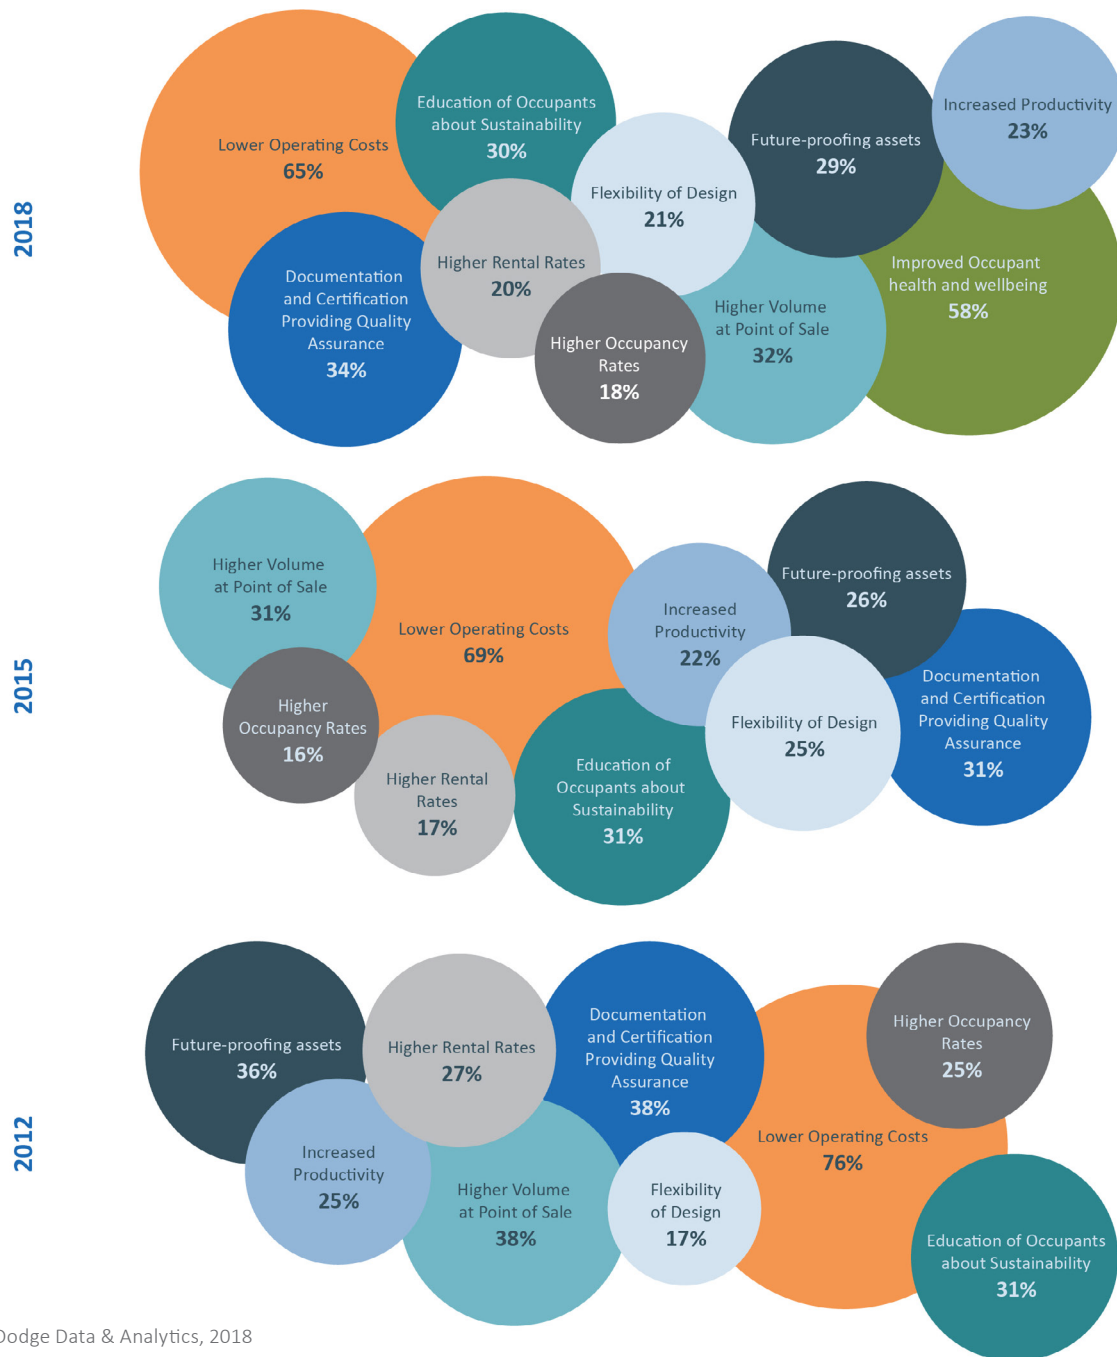 2018
Lower Operating Costs
65%
Education of Occupants
about Sustainability
30%
Flexibility of Design
21%
Future-proofing assets
29%
Increased Productivity
23%
Documentation
and Certification
Providing Quality
Assurance
34%
Higher Rental Rates
20%
Higher Occupancy
Rates
18%
Higher Volume
at Point of Sale
32%
Improved Occupant
health and wellbeing
58%
2015
Higher Volume
at Point of Sale
31%
Lower Operating Costs
69%
Increased
Productivity
22%
Future-proofing assets
26%
Higher
Occupancy Rates
16%
Higher Rental
Rates
17%
Education of
Occupants about
Sustainability
31%
Flexibility of Design
25%
Documentation
and Certification
Providing Quality
Assurance
31%
2012
Future-proofing assets
36%
Higher Rental Rates
27%
Documentation
and Certification
Providing Quality
Assurance
38%
Higher Occupancy
Rates
25%
Increased
Productivity
25%
Higher Volume
at Point of Sale
38%
Flexibility
of Design
17%
Lower Operating Costs
76%
Education of Occupants
about Sustainability
31%
Dodge Data & Analytics, 2018